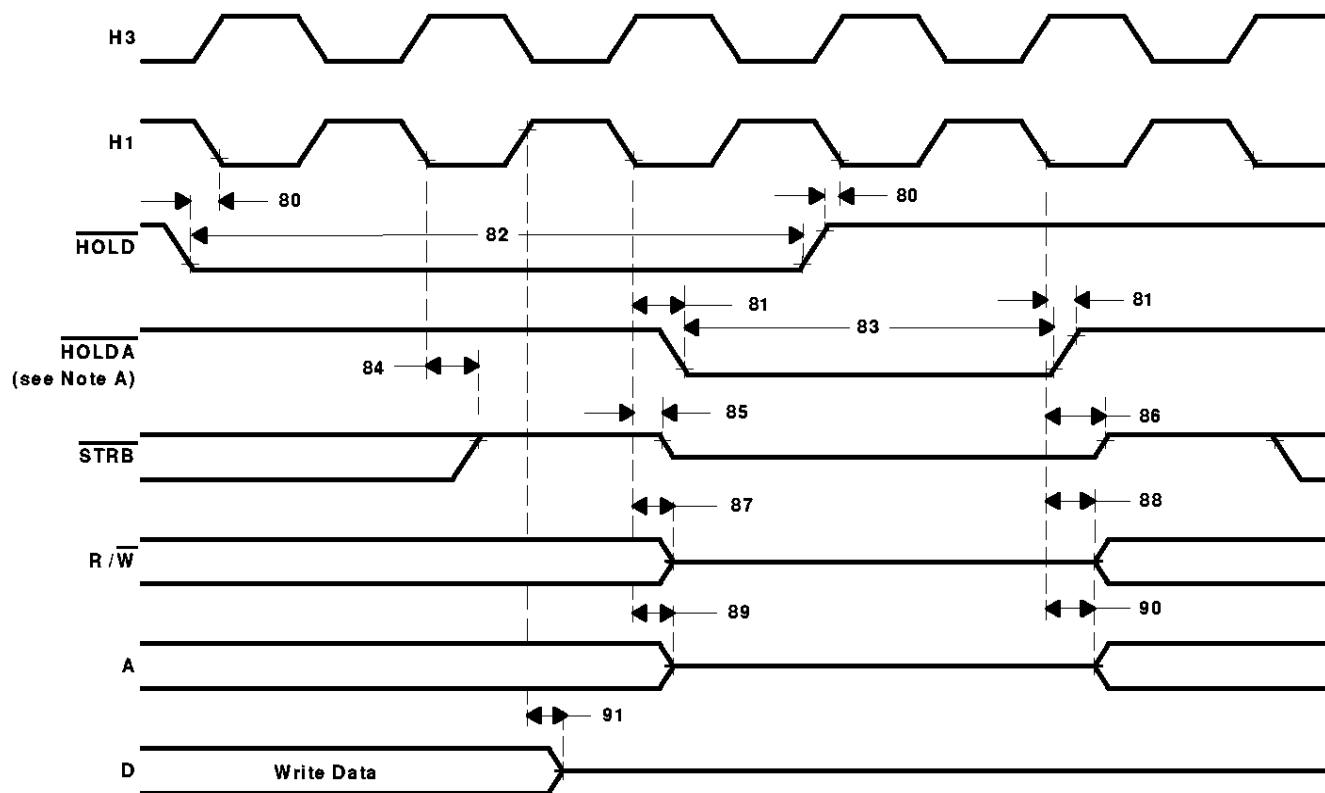 H3
H1
80
80
HOLD
82
81
81
83
HOLDA
(see Note A)
84
85
86
STRB
87
88
R/W
89
90
A
91
D
Write Data